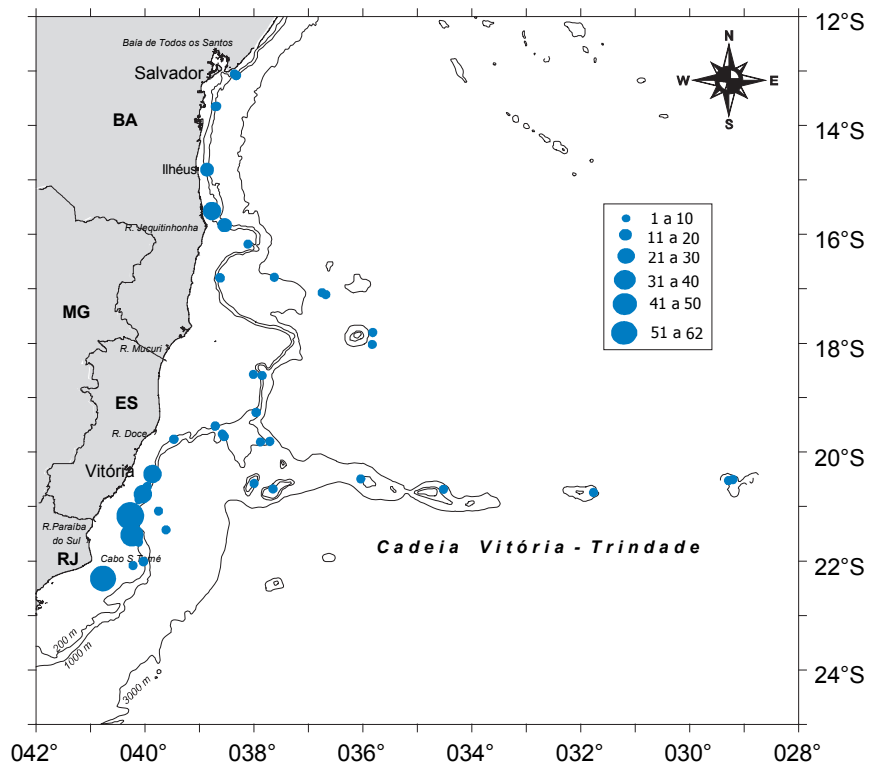 12°S
Baía de Todos os Santos
N
Salvador
W
E
S
BA
14°S
Ilhéus
1 a 10
11 a 20
21 a 30
31 a 40
41 a 50
51 a 62
R. Jequitinhonha
16°S
MG
R. Mucuri
18°S
ES
R. Doce
Vitória
20°S
R.Paraíba
do Sul
Cadeia Vitória - Trindade
RJ
Cabo S. Tomé
22°S
200 m
1000 m
3000 m
24°S
042°
040°
038°
036°
034°
032°
030°
028°